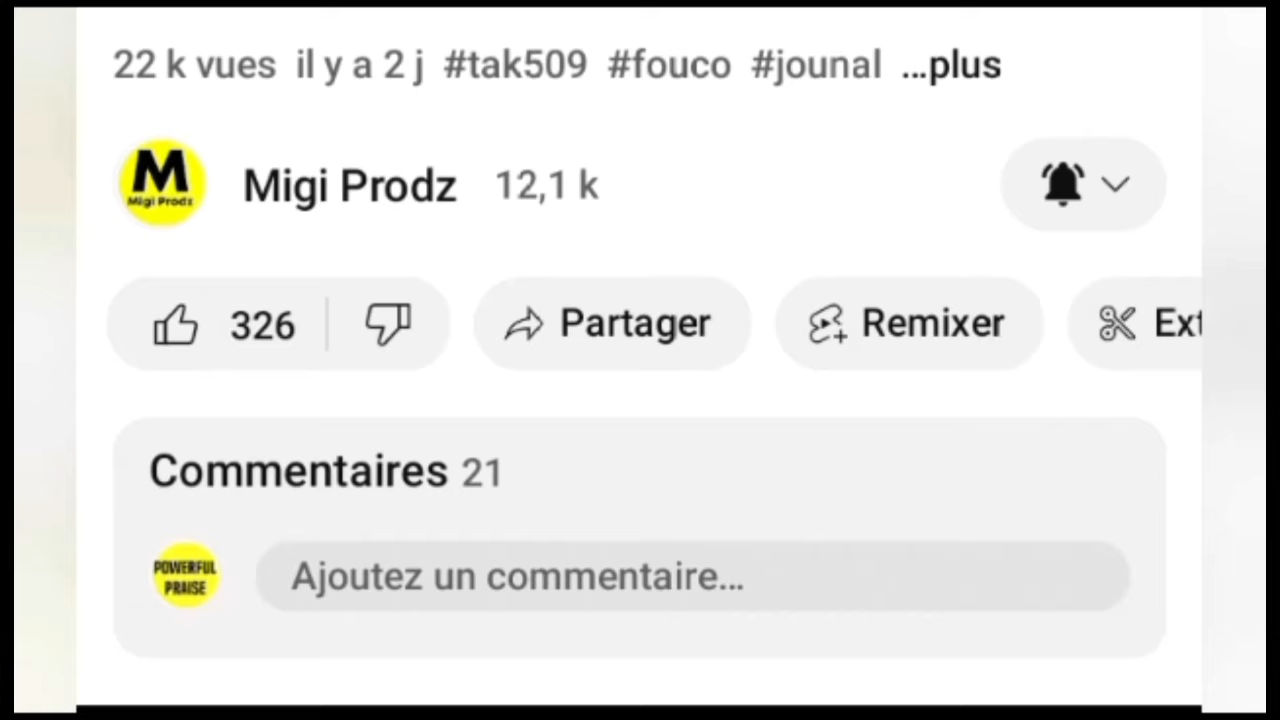 22 k vues il y a 2 j #tak509 #fouco #jounal ...plus
M
Migi Prodz
Migi Prodz 12,1 k
326 Partager Remixer Ext
Commentaires 21
POWERFUL
PRAISE
Ajoutez un commentaire...